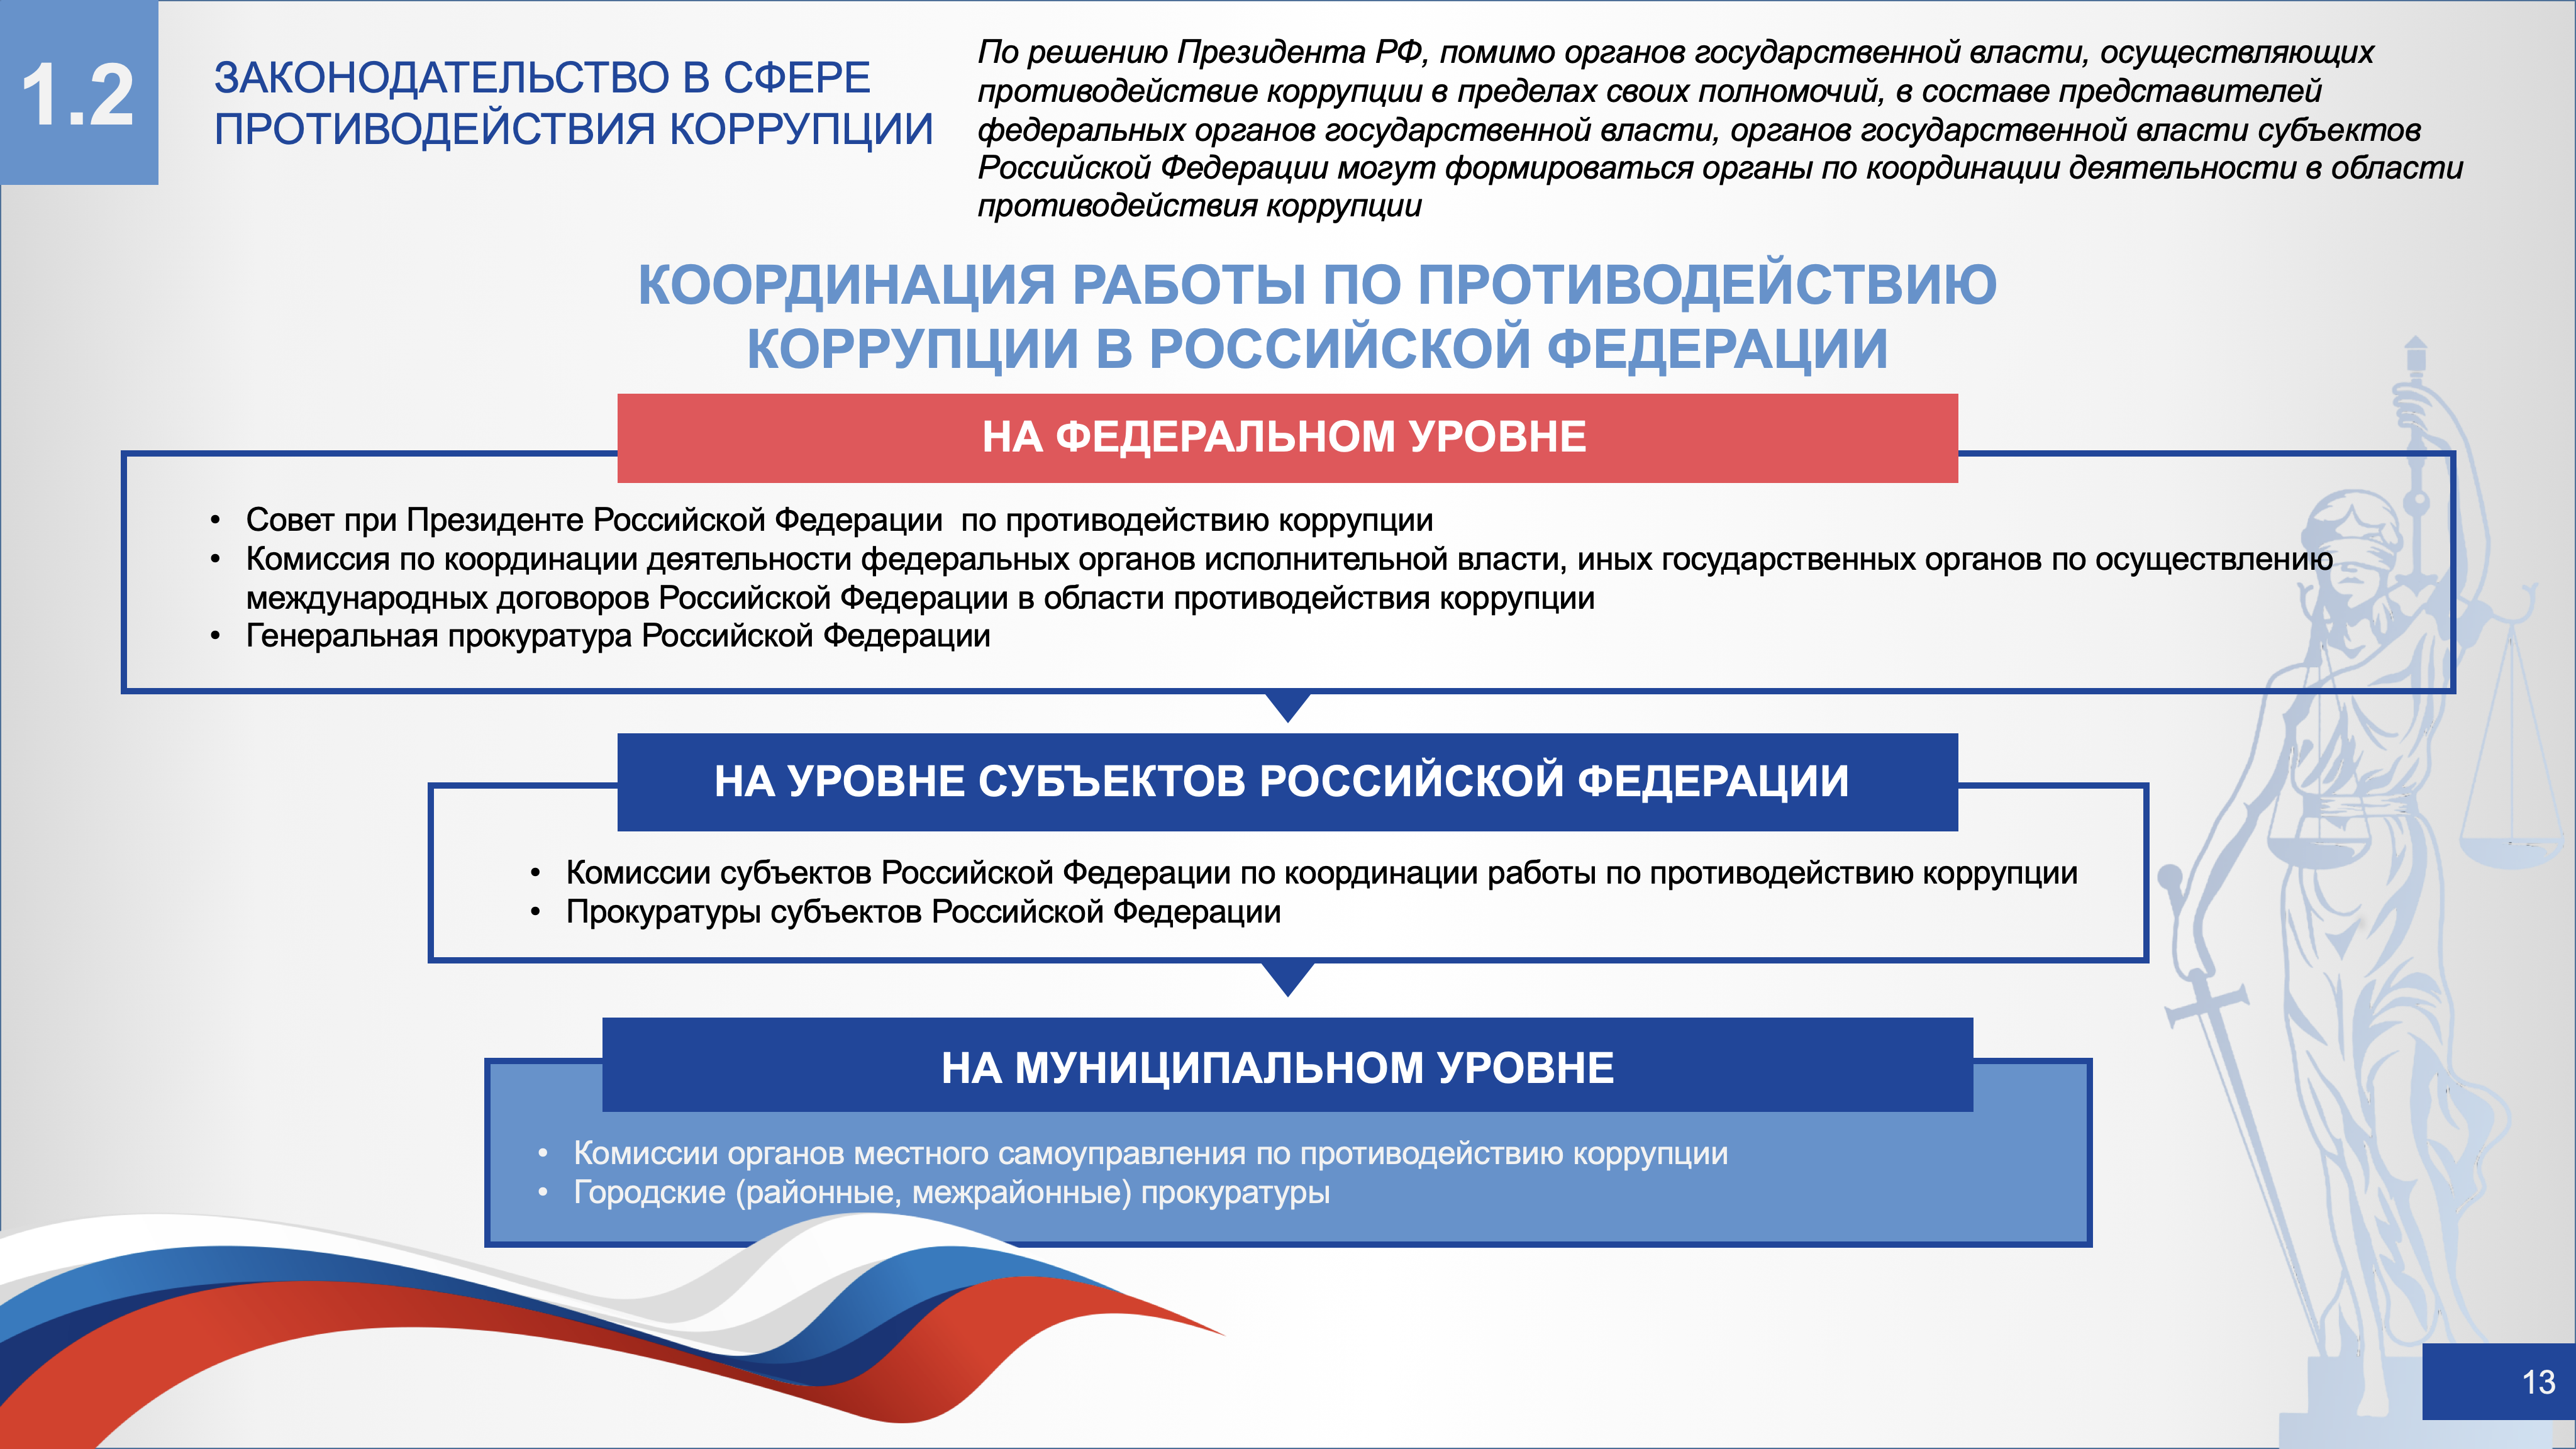 1.2
ЗАКОНОДАТЕЛЬСТВО В СФЕРЕ
ПРОТИВОДЕЙСТВИЯ КОРРУПЦИИ
По решению Президента РФ, помимо органов государственной власти, осуществляющих
противодействие коррупции в пределах своих полномочий, в составе представителей
федеральных органов государственной власти, органов государственной власти субъектов
Российской Федерации могут формироваться органы по координации деятельности в области
противодействия коррупции
КООРДИНАЦИЯ РАБОТЫ ПО ПРОТИВОДЕЙСТВИЮ
КОРРУПЦИИ В РОССИЙСКОЙ ФЕДЕРАЦИИ
НА ФЕДЕРАЛЬНОМ УРОВНЕ
• Совет при Президенте Российской Федерации  по противодействию коррупции
• Комиссия по координации деятельности федеральных органов исполнительной власти, иных государственных органов по осуществлению
международных договоров Российской Федерации в области противодействия коррупции
• Генеральная прокуратура Российской Федерации
НА УРОВНЕ СУБЪЕКТОВ РОССИЙСКОЙ ФЕДЕРАЦИИ
• Комиссии субъектов Российской Федерации по координации работы по противодействию коррупции
• Прокуратуры субъектов Российской Федерации
НА МУНИЦИПАЛЬНОМ УРОВНЕ
• Комиссии органов местного самоуправления по противодействию коррупции
• Городские (районные, межрайонные) прокуратуры
13